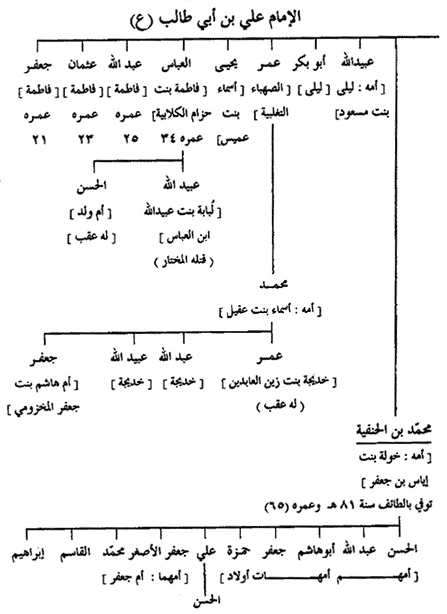 الإمام علي بن أبي طالب (ع)
عبيدالله أبو بكر عمر يحيى العباس عبد الله عثمان جعفر
[ أمه : ليلى [ ليلى ] [ الصهباء [ أسماء [ فاطمة بنت [ فاطمة ] [ فاطمة ] [ فاطمة ]
بنت مسعود] التغلبية ] بنت حزام الكلابية] عمره عمره عمره
عميس] عمره ٣٤ ٢٥ ٢٣ ٢١
عبيد الله الحسن
[ لُبابة بنت عبيدالله [ أم ولد ]
ابن العباس ] [ له عقب ]
( قتله المختار )
محمد
[ أمه : أسماء بنت عقيل ]
عمر عبد الله عبيد الله جعفر
[ خديجة بنت زين العابدين ] [ خديجة ] [ خديجة ] [ أم هاشم بنت
( له عقب ) جعفر المخزومي ]
محمّد بن الحنفية
[ أمه : خولة بنت
إياس بن جعفر ]
توفي بالطائف سنة ٨١ هـ وعمره (٦٥)
الحسن عبد الله أبوهاشم جعفر حمزة علي جعفر الأصغر محمّد القاسم إبراهيم
[ أمهم أمهات أولاد ] [ أمهما : أم جعفر ]
الحسن